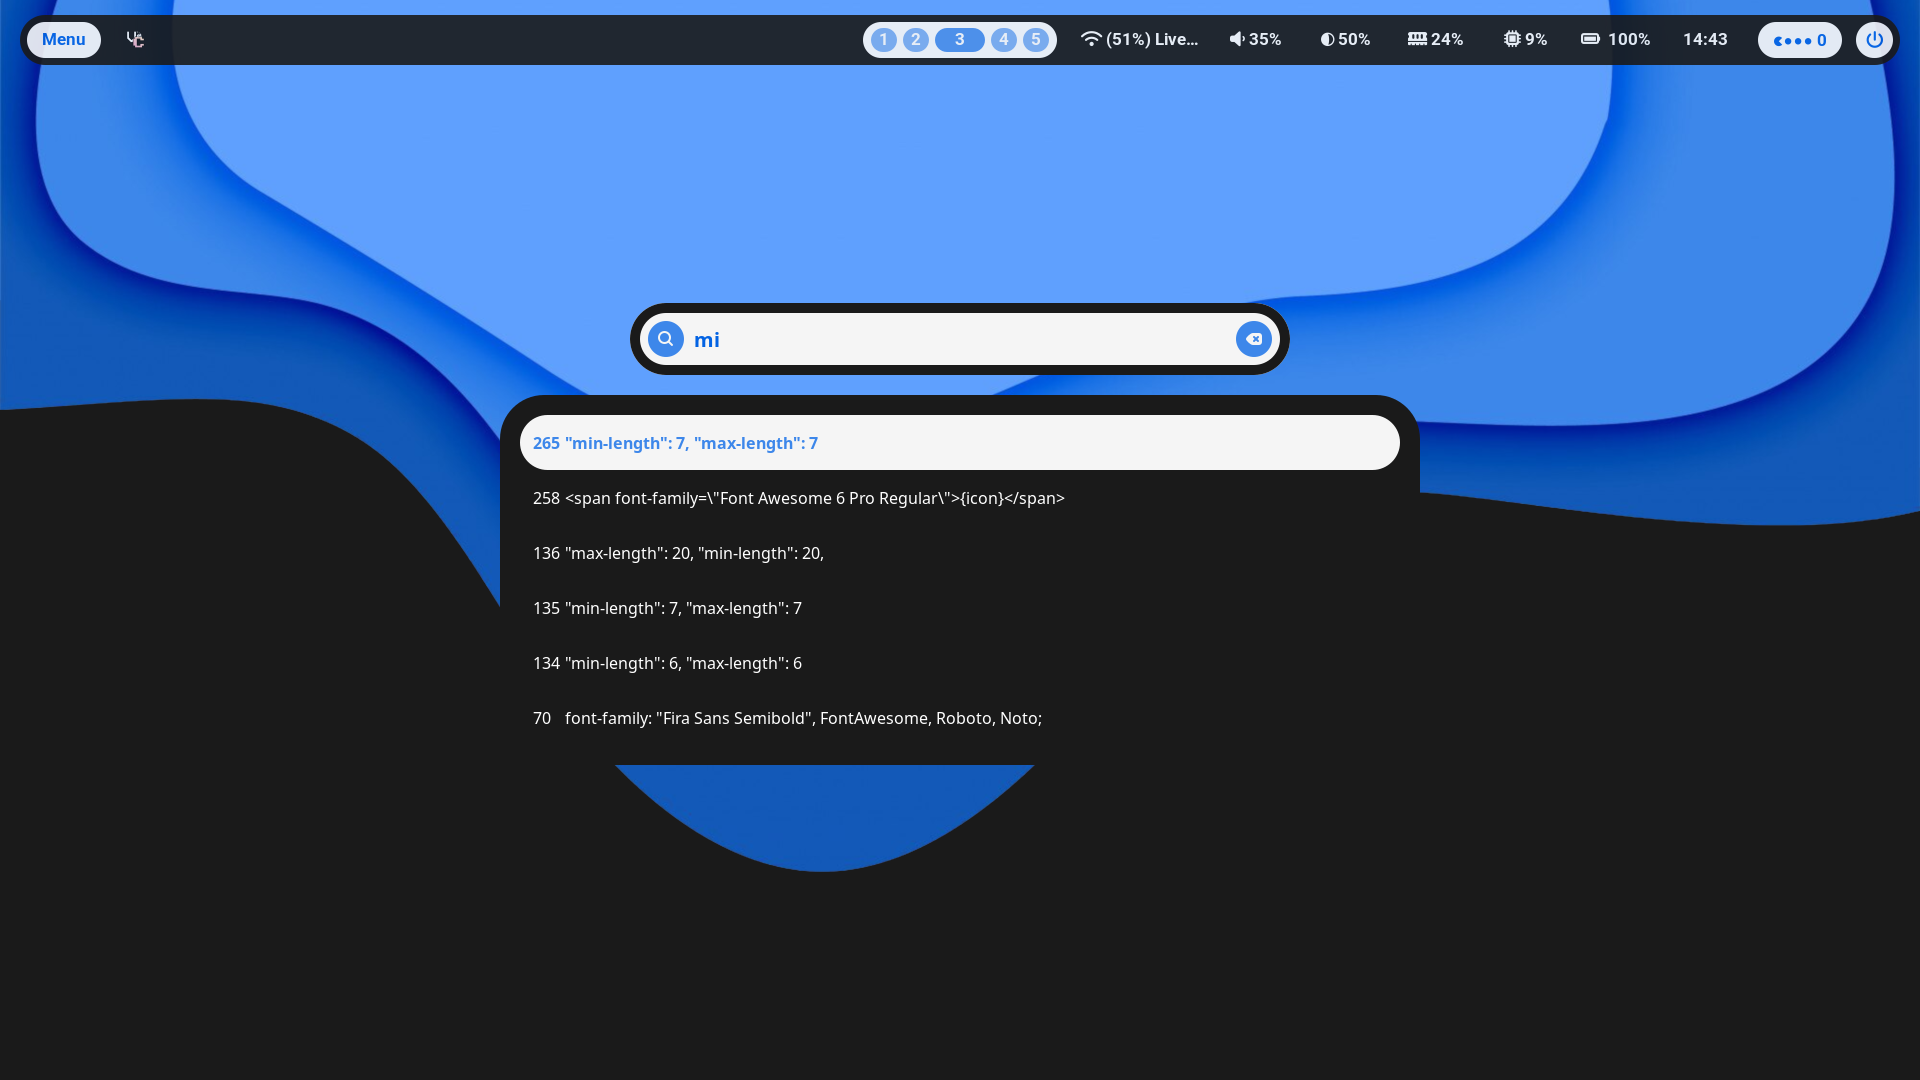 Menu
1 2 3 4 5
(51%) Live...
35%
50%
24%
9%
100%
14:43
0
mi
265 "min-length": 7, "max-length": 7
258 <span font-family=\"Font Awesome 6 Pro Regular\">{icon}</span>
136 "max-length": 20, "min-length": 20,
135 "min-length": 7, "max-length": 7
134 "min-length": 6, "max-length": 6
70 font-family: "Fira Sans Semibold", FontAwesome, Roboto, Noto;